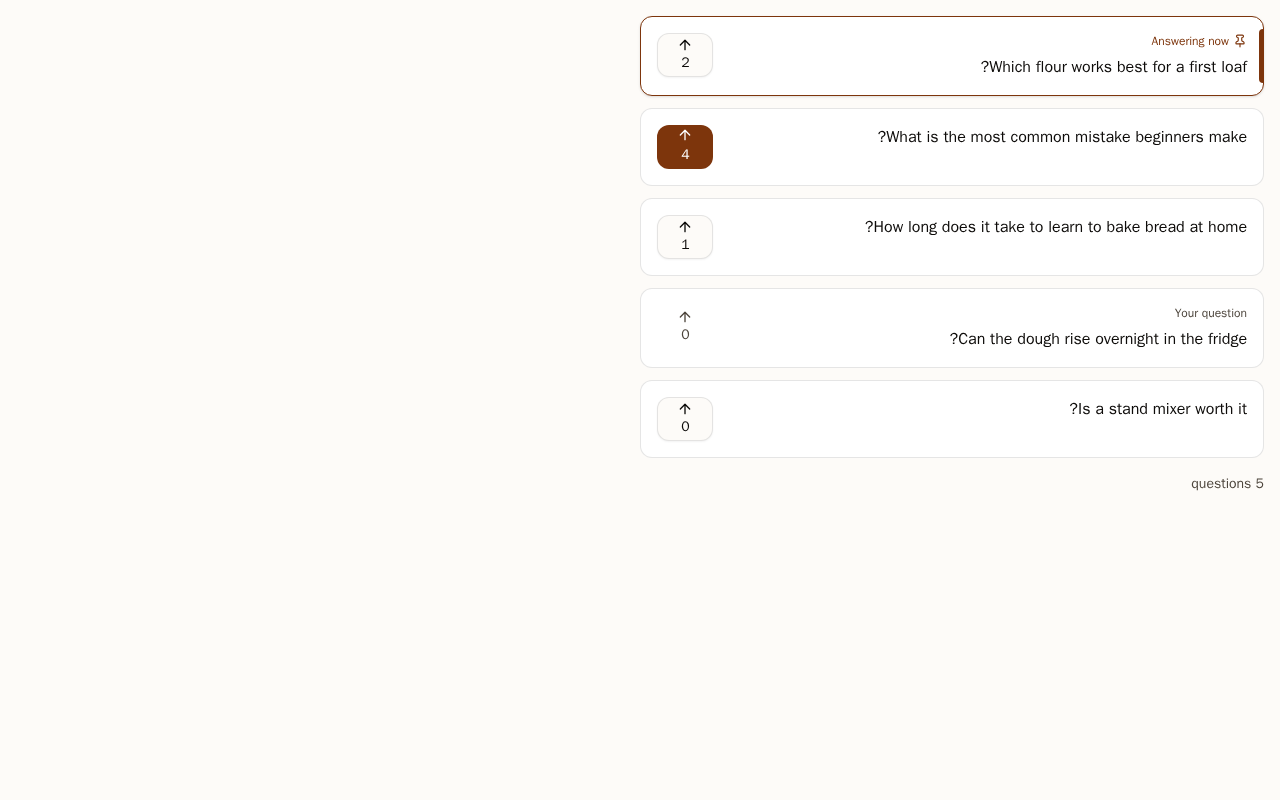 Answering now
?Which flour works best for a first loaf
2
?What is the most common mistake beginners make
4
?How long does it take to learn to bake bread at home
1
Your question
?Can the dough rise overnight in the fridge
0
?Is a stand mixer worth it
0
questions 5